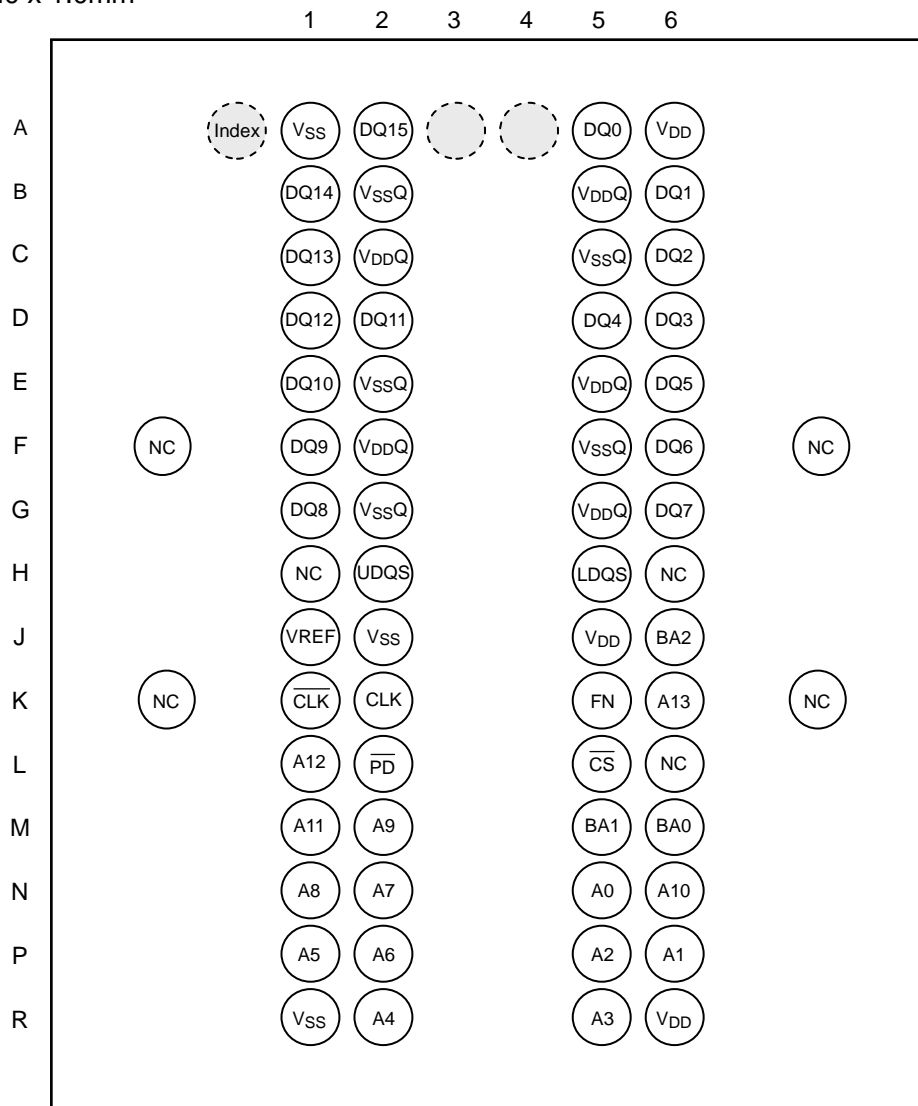 x 1.0mm
1 2 3 4 5 6
A Index VSS DQ15 DQ0 VDD
B DQ14 VSSQ VDDQ DQ1
C DQ13 VDDQ VSSQ DQ2
D DQ12 DQ11 DQ4 DQ3
E DQ10 VSSQ VDDQ DQ5
F NC DQ9 VDDQ VSSQ DQ6 NC
G DQ8 VSSQ VDDQ DQ7
H NC UDQS LDQS NC
J VREF VSS VDD BA2
K NC C̅L̅K̅ CLK FN A13 NC
L A12 P̅D̅ C̅S̅ NC
M A11 A9 BA1 BA0
N A8 A7 A0 A10
P A5 A6 A2 A1
R VSS A4 A3 VDD